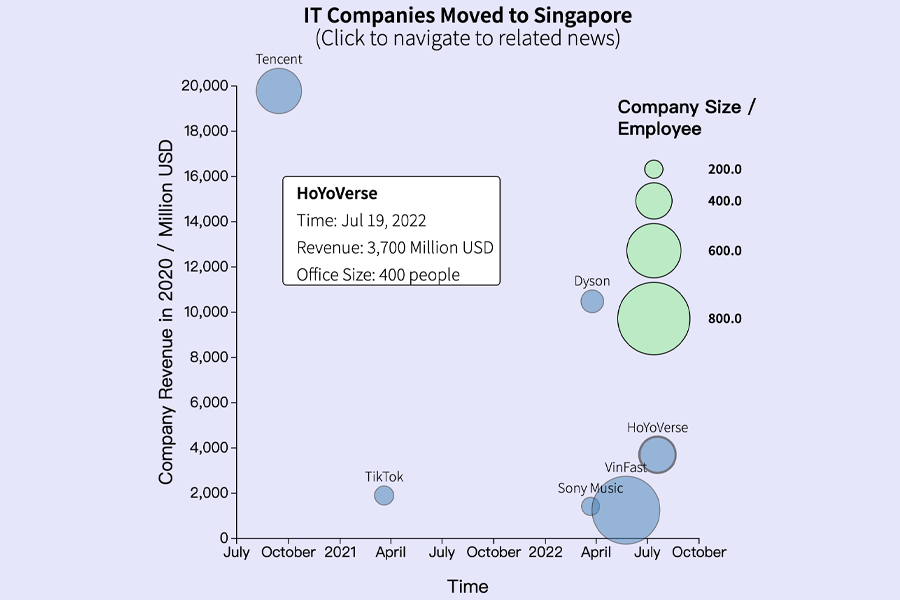 IT Companies Moved to Singapore
(Click to navigate to related news)
Tencent
20,000
18,000
16,000
14,000
12,000
10,000
8,000
6,000
4,000
2,000
0
Company Revenue in 2020 / Million USD
HoYoVerse
Time: Jul 19, 2022
Revenue: 3,700 Million USD
Office Size: 400 people
Company Size /
Employee
200.0
400.0
600.0
800.0
Dyson
HoYoVerse
VinFast
TikTok
Sony Music
July October 2021 April July October 2022 April July October
Time